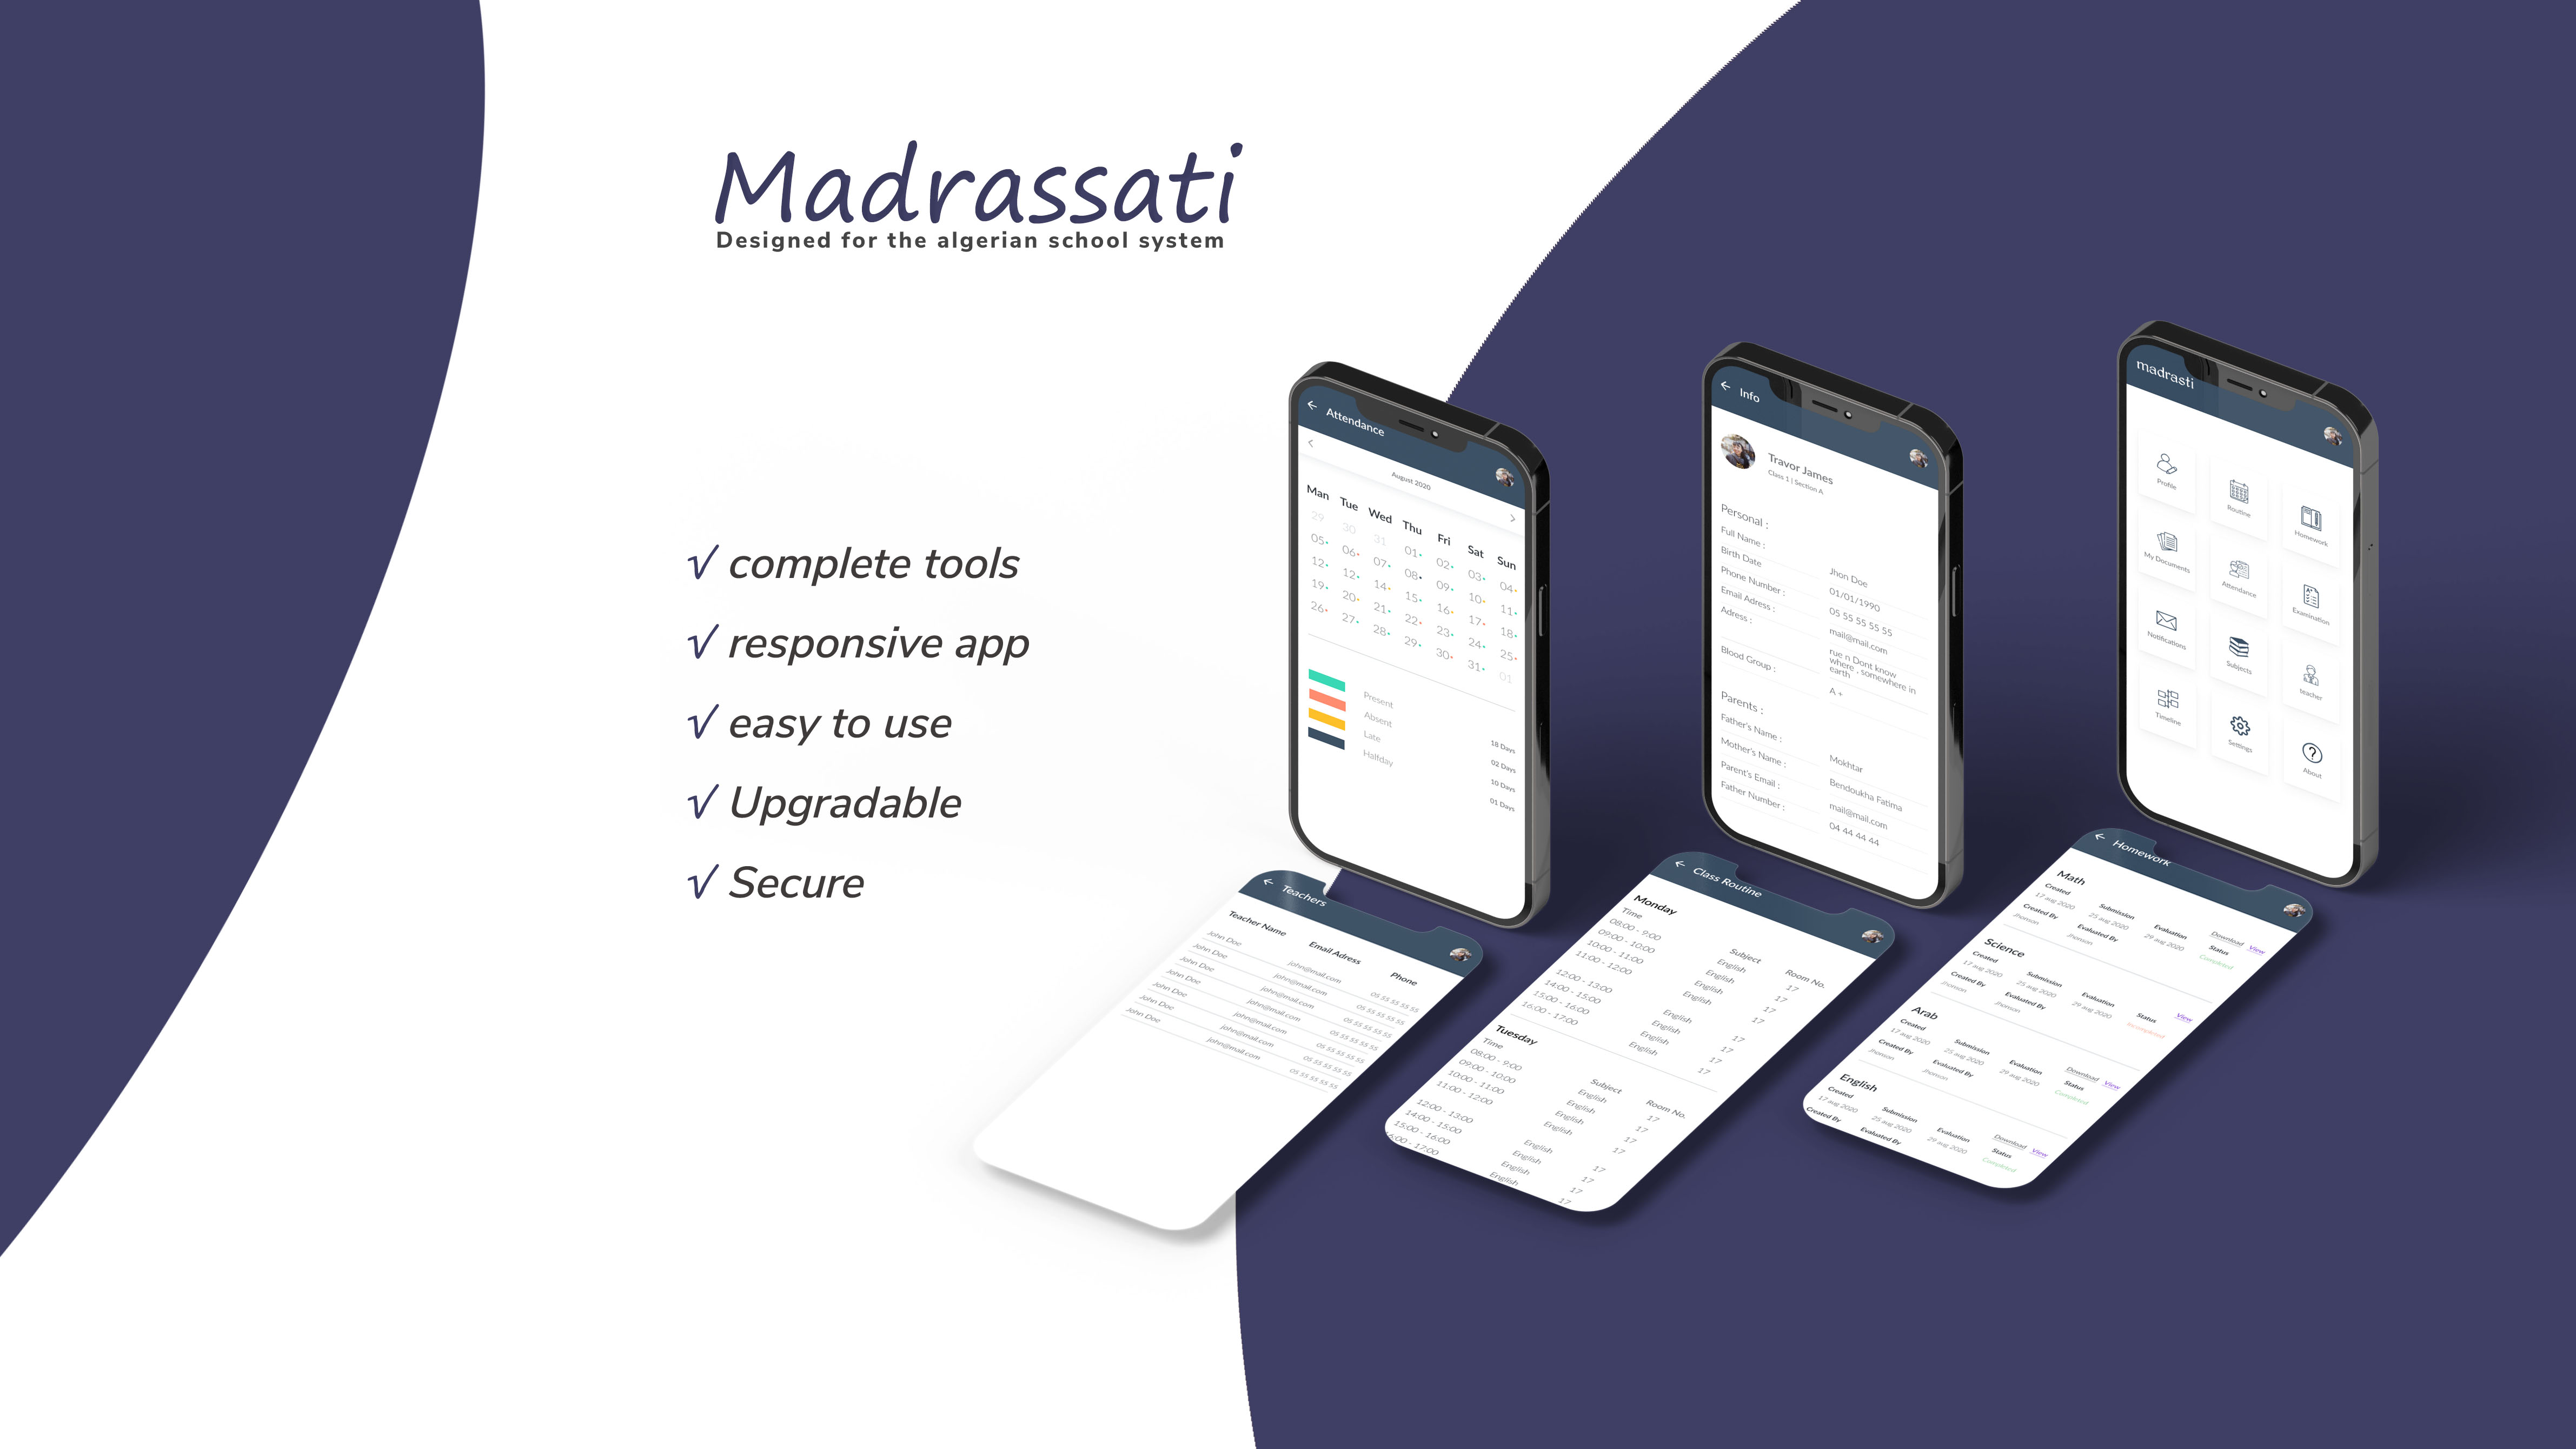 Madrassati
Designed for the algerian school system
√ complete tools
√ responsive app
√ easy to use
√ Upgradable
√ Secure
Attendance
August 2020
Man Tue Wed Thu Fri Sat Sun
29 30 31 01 02 03 04
05 06 07 08 09 10 11
12 12 14 15 16 17 18
19 20 21 22 23 24 25
26 27 28 29 30 31 01
Present 18 Days
Absent 02 Days
Late 10 Days
Halfday 01 Days
Info
Travor James
Class 1 | Section A
Personal :
Full Name : Jhon Doe
Birth Date 01/01/1990
Phone Number : 05 55 55 55 55
Email Adress : mail@mail.com
Adress : rue n Dont know
where , somewhere in
earth
Blood Group : A +
Parents :
Father's Name : Mokhtar
Mother's Name : Bendoukha Fatima
Parent's Email : mail@mail.com
Father Number : 04 44 44 44
madrasti
Profile Routine Homework
My Documents Attendance Examination
Notifications Subjects teacher
Timeline Settings About
Teachers
Teacher Name Email Adress Phone
John Doe john@mail.com 05 55 55 55 55
John Doe john@mail.com 05 55 55 55 55
John Doe john@mail.com 05 55 55 55 55
John Doe john@mail.com 05 55 55 55 55
John Doe john@mail.com 05 55 55 55 55
John Doe john@mail.com 05 55 55 55 55
John Doe john@mail.com 05 55 55 55 55
Class Routine
Monday
Time Subject Room No.
08:00 - 9:00 English 17
09:00 - 10:00 English 17
10:00 - 11:00 English 17
11:00 - 12:00
12:00 - 13:00 English 17
14:00 - 15:00 English 17
15:00 - 16:00 English 17
16:00 - 17:00 English 17
Tuesday
Time Subject Room No.
08:00 - 9:00 English 17
09:00 - 10:00 English 17
10:00 - 11:00 English 17
11:00 - 12:00
12:00 - 13:00 English 17
14:00 - 15:00 English 17
15:00 - 16:00 English 17
16:00 - 17:00 English 17
Homework
Math
Created Submission Evaluation Download View
17 aug 2020 25 aug 2020 29 aug 2020 Status
Created By Evaluated By Completed
Jhonson Jhonson
Science
Created Submission Evaluation View
17 aug 2020 25 aug 2020 29 aug 2020 Status
Created By Evaluated By Incompleted
Jhonson Jhonson
Arab
Created Submission Evaluation Download View
17 aug 2020 25 aug 2020 29 aug 2020 Status
Created By Evaluated By Completed
Jhonson Jhonson
English
Created Submission Evaluation Download View
17 aug 2020 25 aug 2020 29 aug 2020 Status
Created By Evaluated By Completed